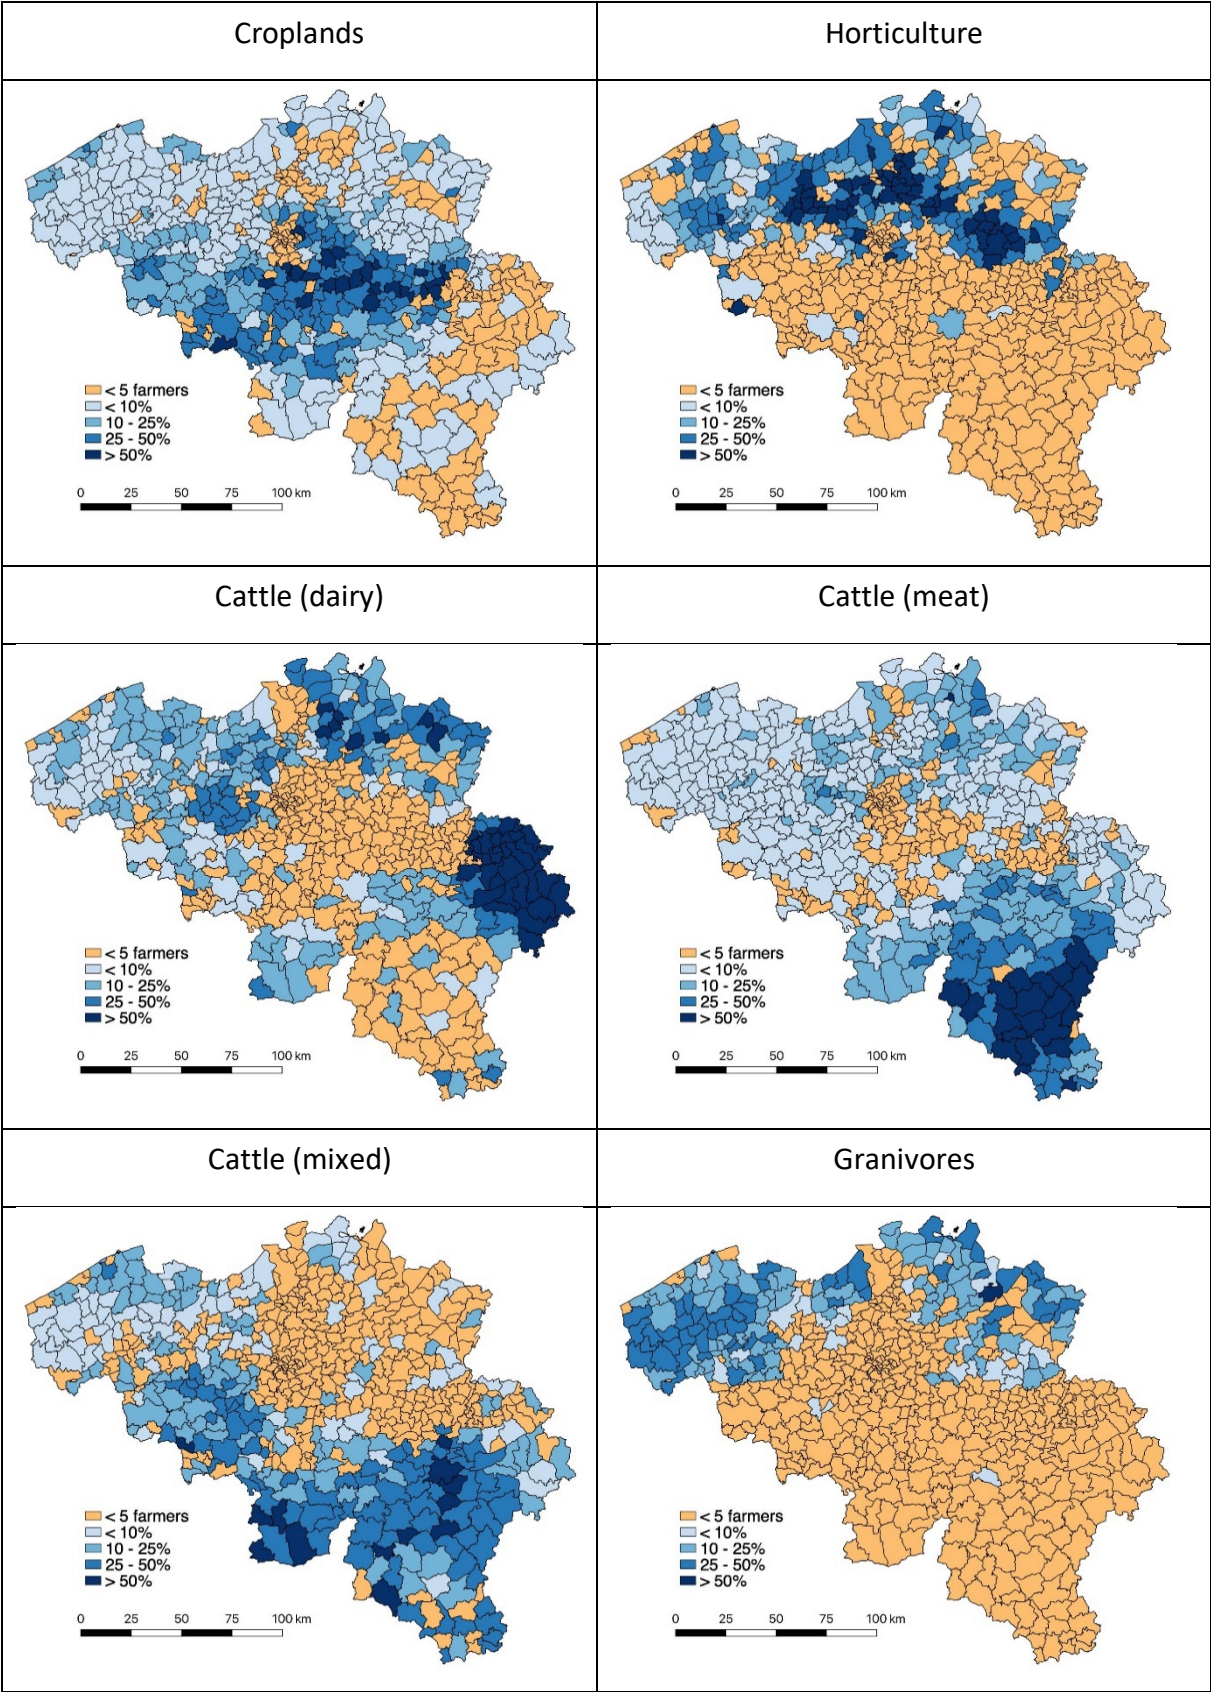 Croplands
Horticulture
< 5 farmers
< 10%
10 - 25%
25 - 50%
> 50%
0 25 50 75 100 km
< 5 farmers
< 10%
10 - 25%
25 - 50%
> 50%
0 25 50 75 100 km
Cattle (dairy)
Cattle (meat)
< 5 farmers
< 10%
10 - 25%
25 - 50%
> 50%
0 25 50 75 100 km
< 5 farmers
< 10%
10 - 25%
25 - 50%
> 50%
0 25 50 75 100 km
Cattle (mixed)
Granivores
< 5 farmers
< 10%
10 - 25%
25 - 50%
> 50%
0 25 50 75 100 km
< 5 farmers
< 10%
10 - 25%
25 - 50%
> 50%
0 25 50 75 100 km